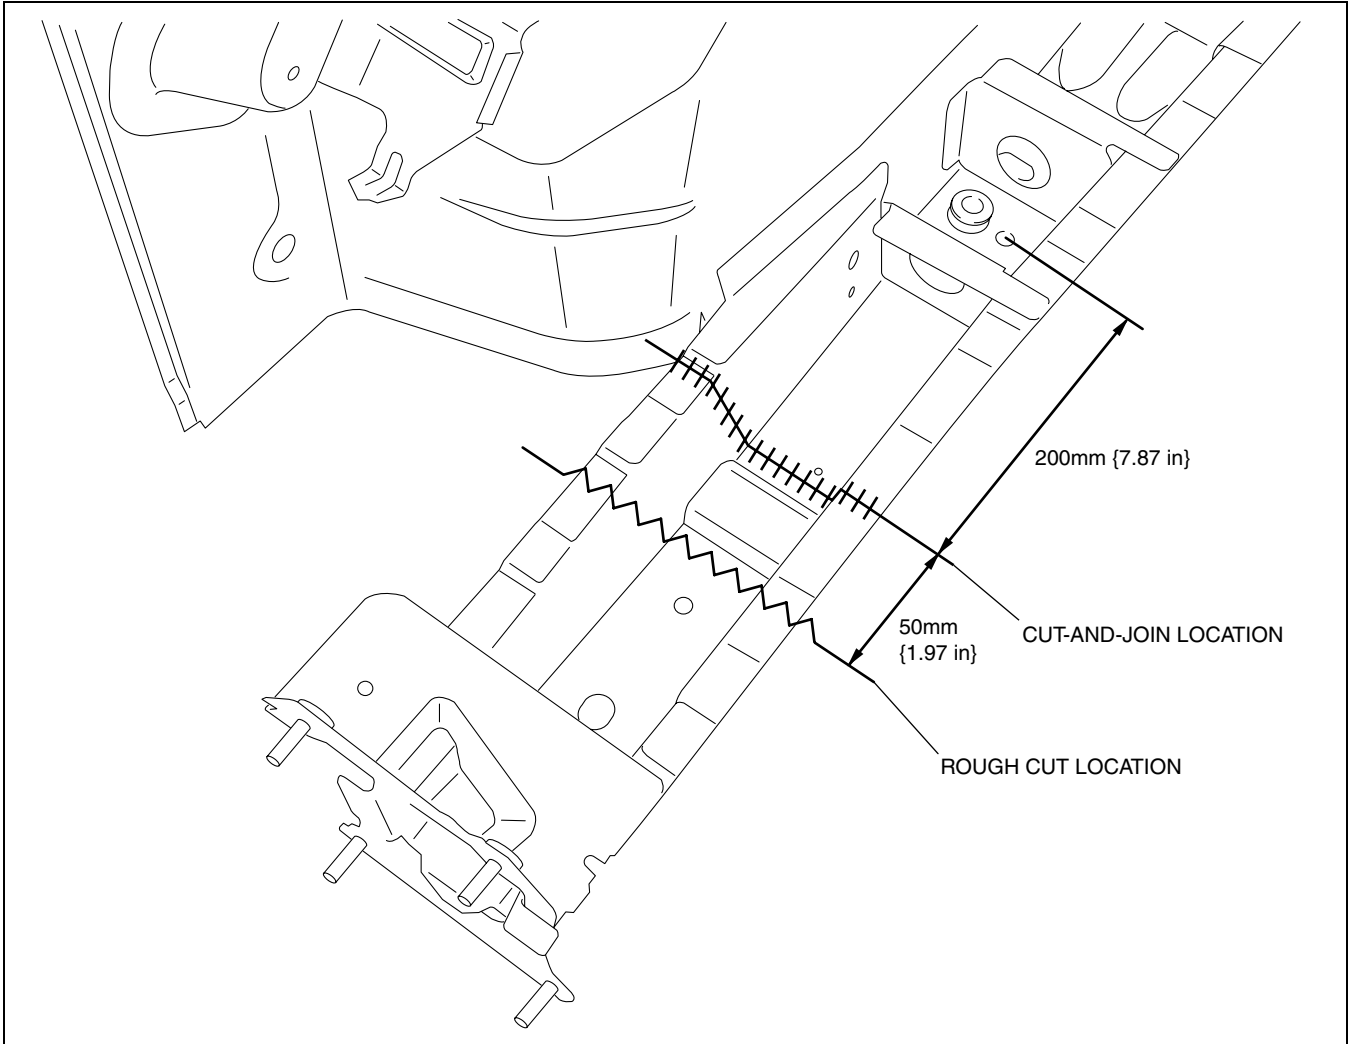 200mm {7.87 in}
50mm
{1.97 in}
CUT-AND-JOIN LOCATION
ROUGH CUT LOCATION